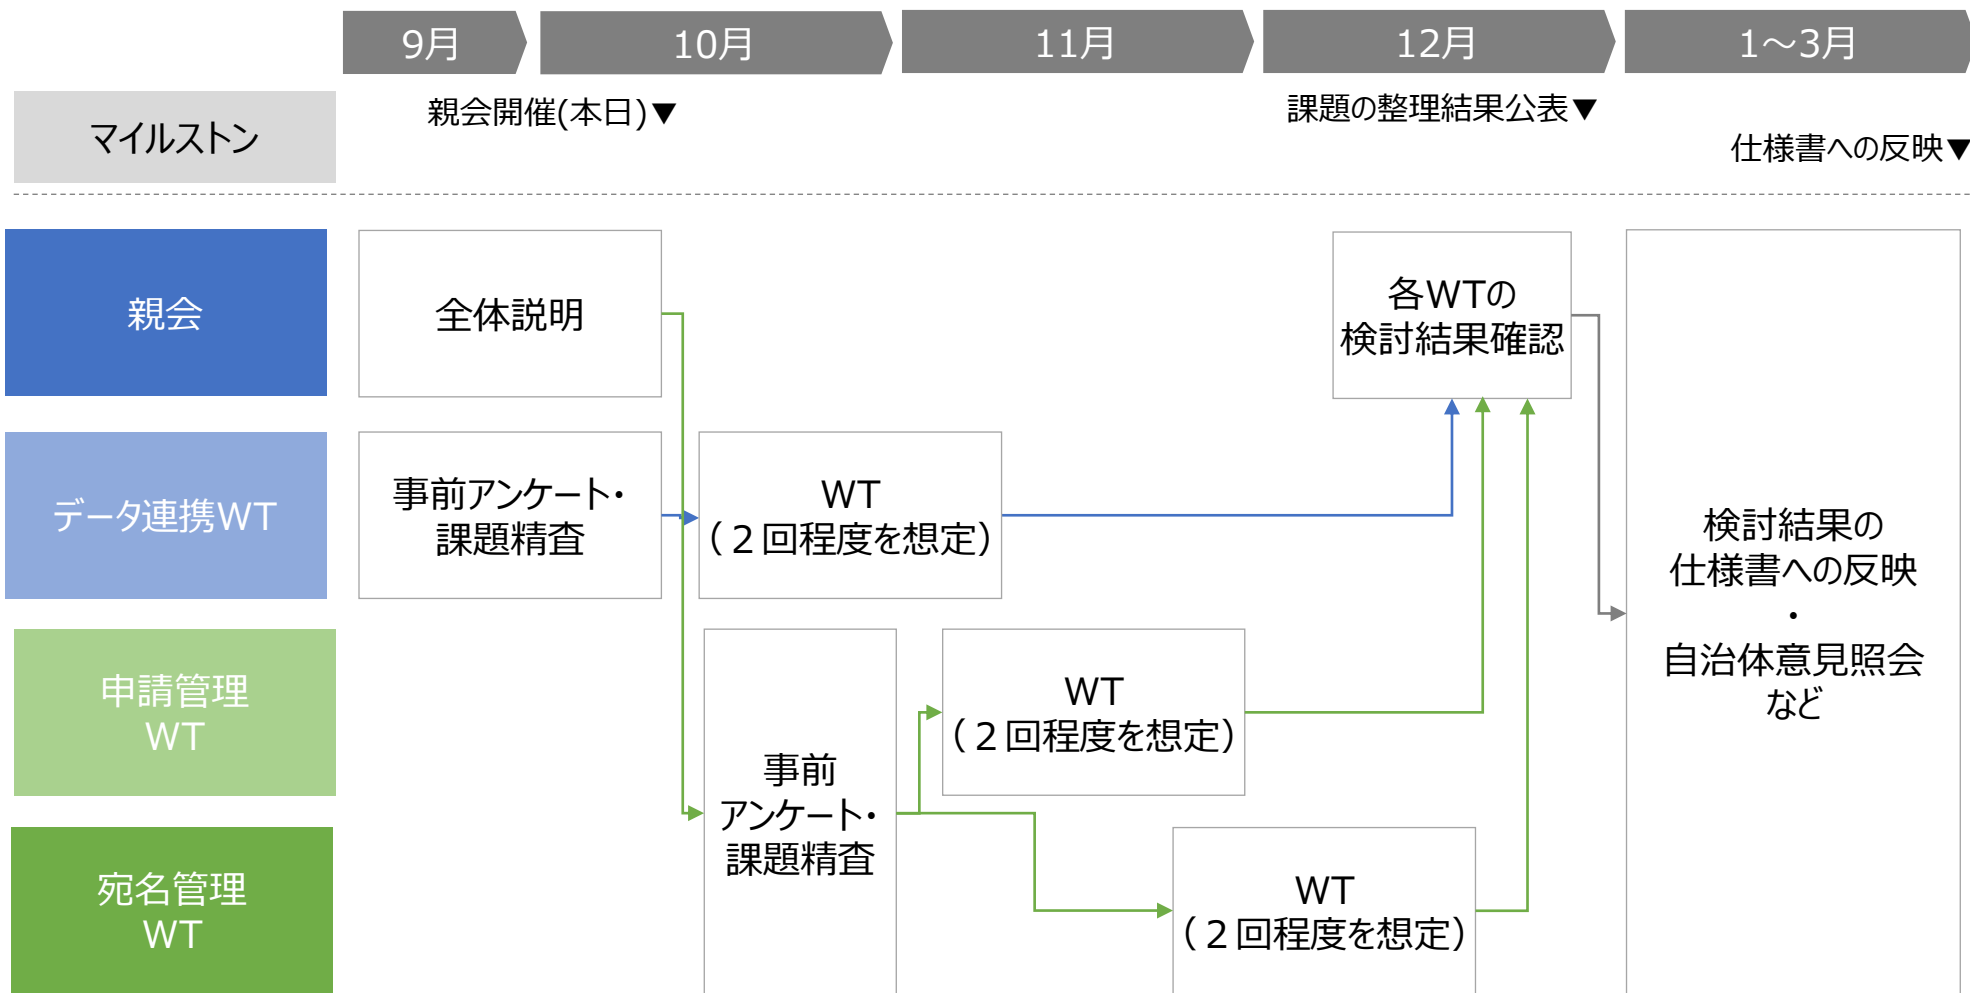 9月
10月
11月
12月
1～3月
マイルストン
親会開催(本日)▼
課題の整理結果公表▼
仕様書への反映▼
親会
全体説明
各WTの
検討結果確認
データ連携WT
事前アンケート・
課題精査
WT
（２回程度を想定）
検討結果の
仕様書への反映
・
自治体意見照会
など
申請管理
WT
WT
（２回程度を想定）
事前
アンケート・
課題精査
宛名管理
WT
WT
（２回程度を想定）